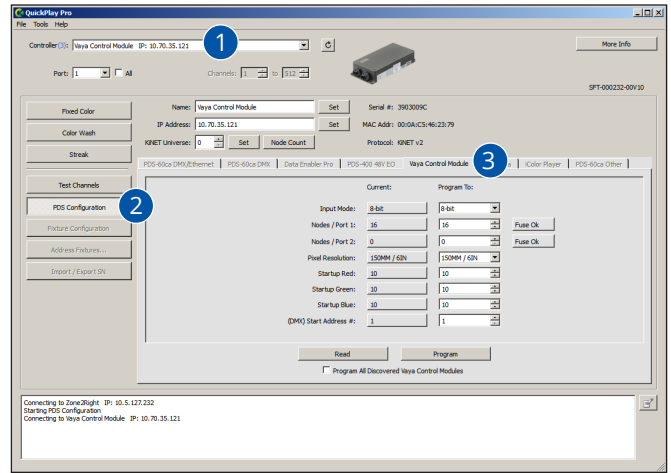 QuickPlay Pro
File Tools Help
Controller(3): Vaya Control Module IP: 10.70.35.121
1
More Info
Port: 1 All Channels: 1 to 512
SFT-000232-00V10
Fixed Color
Color Wash
Streak
Test Channels
PDS Configuration
2
Fixture Configuration
Address Fixtures...
Import / Export SN
Name: Vaya Control Module Set Serial #: 3903009C
IP Address: 10.70.35.121 Set MAC Addr: 00:0A:C5:46:23:79
KiNET Universe: 0 Set Node Count Protocol: KiNET v2
PDS-60ca DMX/Ethernet PDS-60ca DMX Data Enabler Pro PDS-400 48V EO Vaya Control Module 3 iColor Player PDS-60ca Other
Current: Program To:
Input Mode: 8-bit 8-bit
Nodes / Port 1: 16 16 Fuse Ok
Nodes / Port 2: 0 0 Fuse Ok
Pixel Resolution: 150MM / 6IN 150MM / 6IN
Startup Red: 10 10
Startup Green: 10 10
Startup Blue: 10 10
(DMX) Start Address #: 1 1
Read Program
Program All Discovered Vaya Control Modules
Connecting to Zone2Right IP: 10.5.127.232
Starting PDS Configuration
Connecting to Vaya Control Module IP: 10.70.35.121